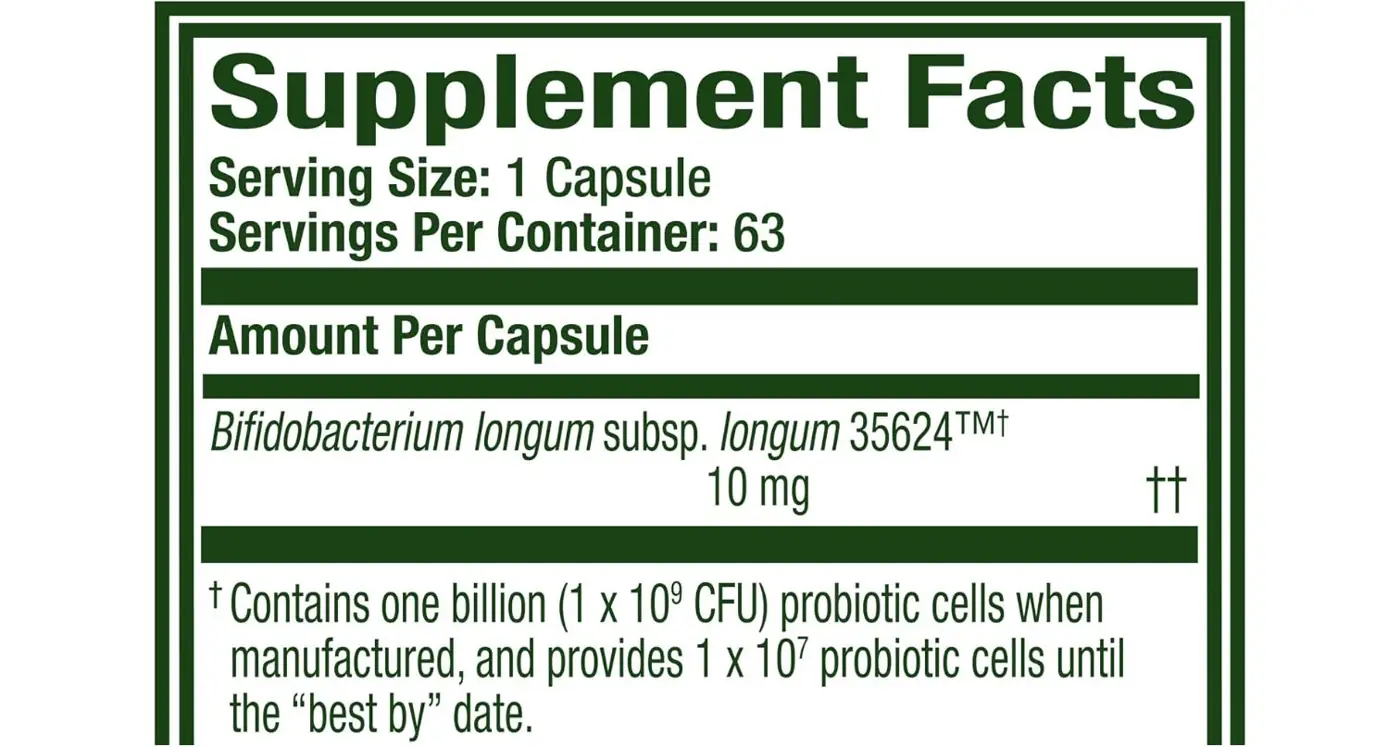 Supplement Facts
Serving Size: 1 Capsule
Servings Per Container: 63
Amount Per Capsule
Bifidobacterium longum subsp. longum 35624™†
10 mg ††
† Contains one billion (1 x 10⁹ CFU) probiotic cells when
manufactured, and provides 1 x 10⁷ probiotic cells until
the “best by” date.